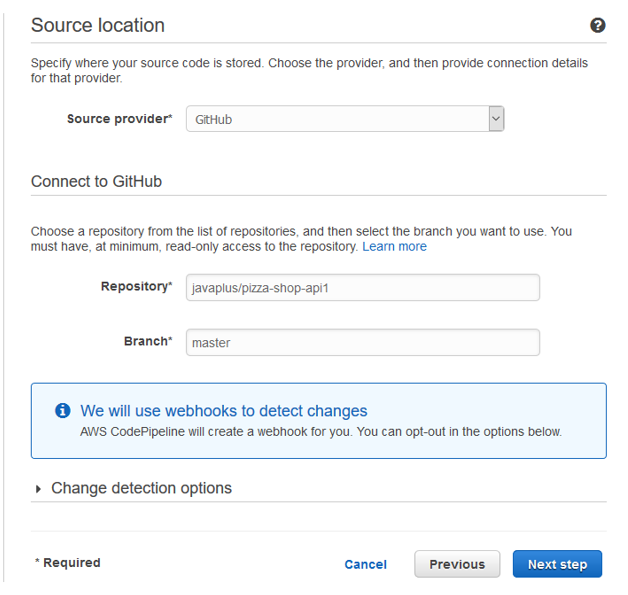 Source location
Specify where your source code is stored. Choose the provider, and then provide connection details
for that provider.
Source provider*
GitHub
Connect to GitHub
Choose a repository from the list of repositories, and then select the branch you want to use. You
must have, at minimum, read-only access to the repository. Learn more
Repository*
javaplus/pizza-shop-api1
Branch*
master
We will use webhooks to detect changes
AWS CodePipeline will create a webhook for you. You can opt-out in the options below.
Change detection options
* Required
Cancel
Previous
Next step